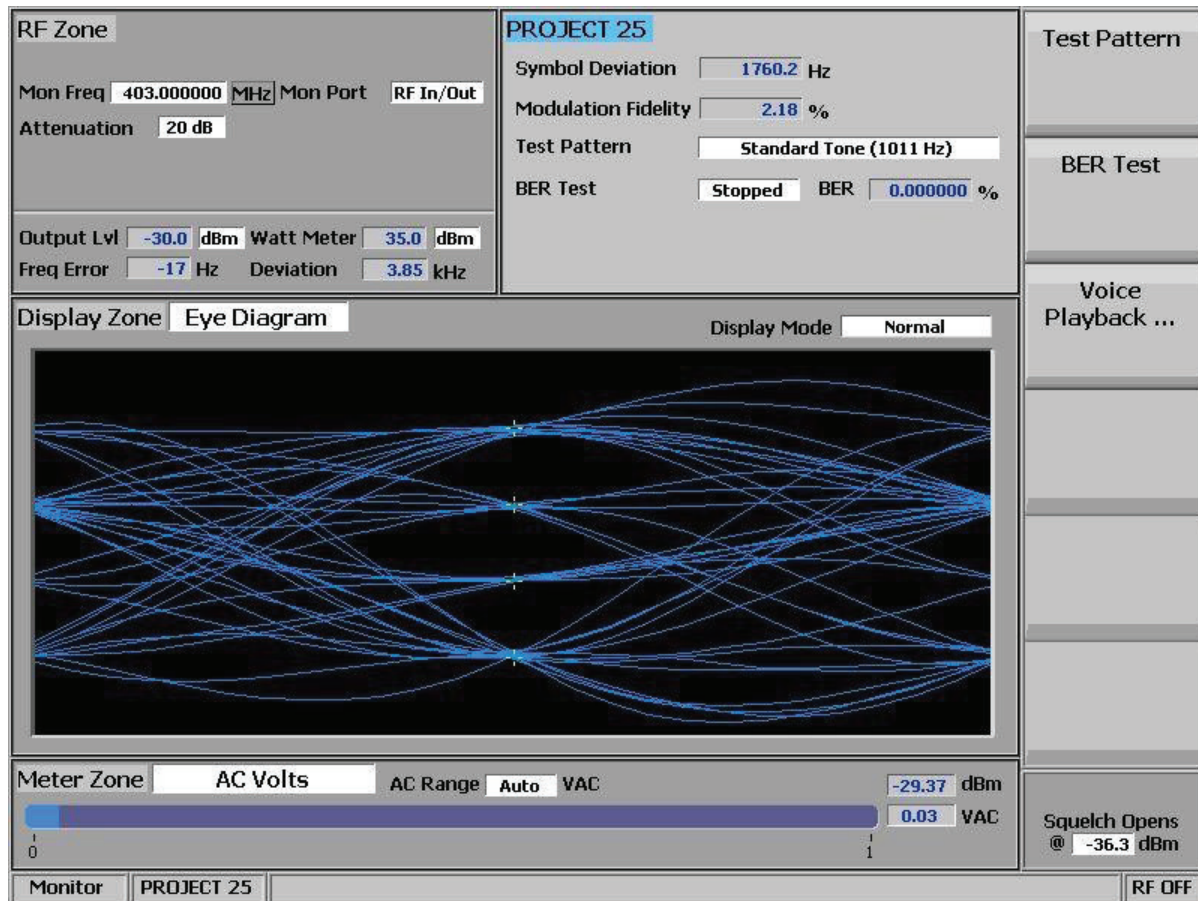 RF Zone
Mon Freq 403.000000 MHz Mon Port RF In/Out
Attenuation 20 dB
Output Lvl -30.0 dBm Watt Meter 35.0 dBm
Freq Error -17 Hz Deviation 3.85 kHz
PROJECT 25
Symbol Deviation 1760.2 Hz
Modulation Fidelity 2.18 %
Test Pattern Standard Tone (1011 Hz)
BER Test Stopped BER 0.000000 %
Display Zone Eye Diagram
Display Mode Normal
Meter Zone AC Volts AC Range Auto VAC -29.37 dBm
0.03 VAC
0 1
Test Pattern
BER Test
Voice
Playback ...
Squelch Opens
@ -36.3 dBm
Monitor PROJECT 25 RF OFF